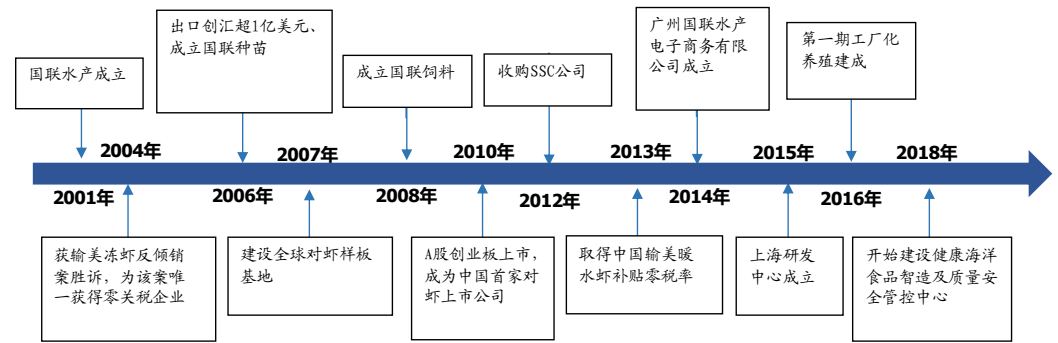 国联水产成立
出口创汇超1亿美元、
成立国联种苗
成立国联饲料
收购SSC公司
广州国联水产
电子商务有限
公司成立
第一期工厂化
养殖建成
2004年
2007年
2010年
2013年
2015年
2018年
2001年
2006年
2008年
2012年
2014年
2016年
获输美冻虾反倾销
案胜诉，为该案唯
一获得零关税企业
建设全球对虾样板
基地
A股创业板上市，
成为中国首家对
虾上市公司
取得中国输美暖
水虾补贴零税率
上海研发
中心成立
开始建设健康海洋
食品智造及质量安
全管控中心